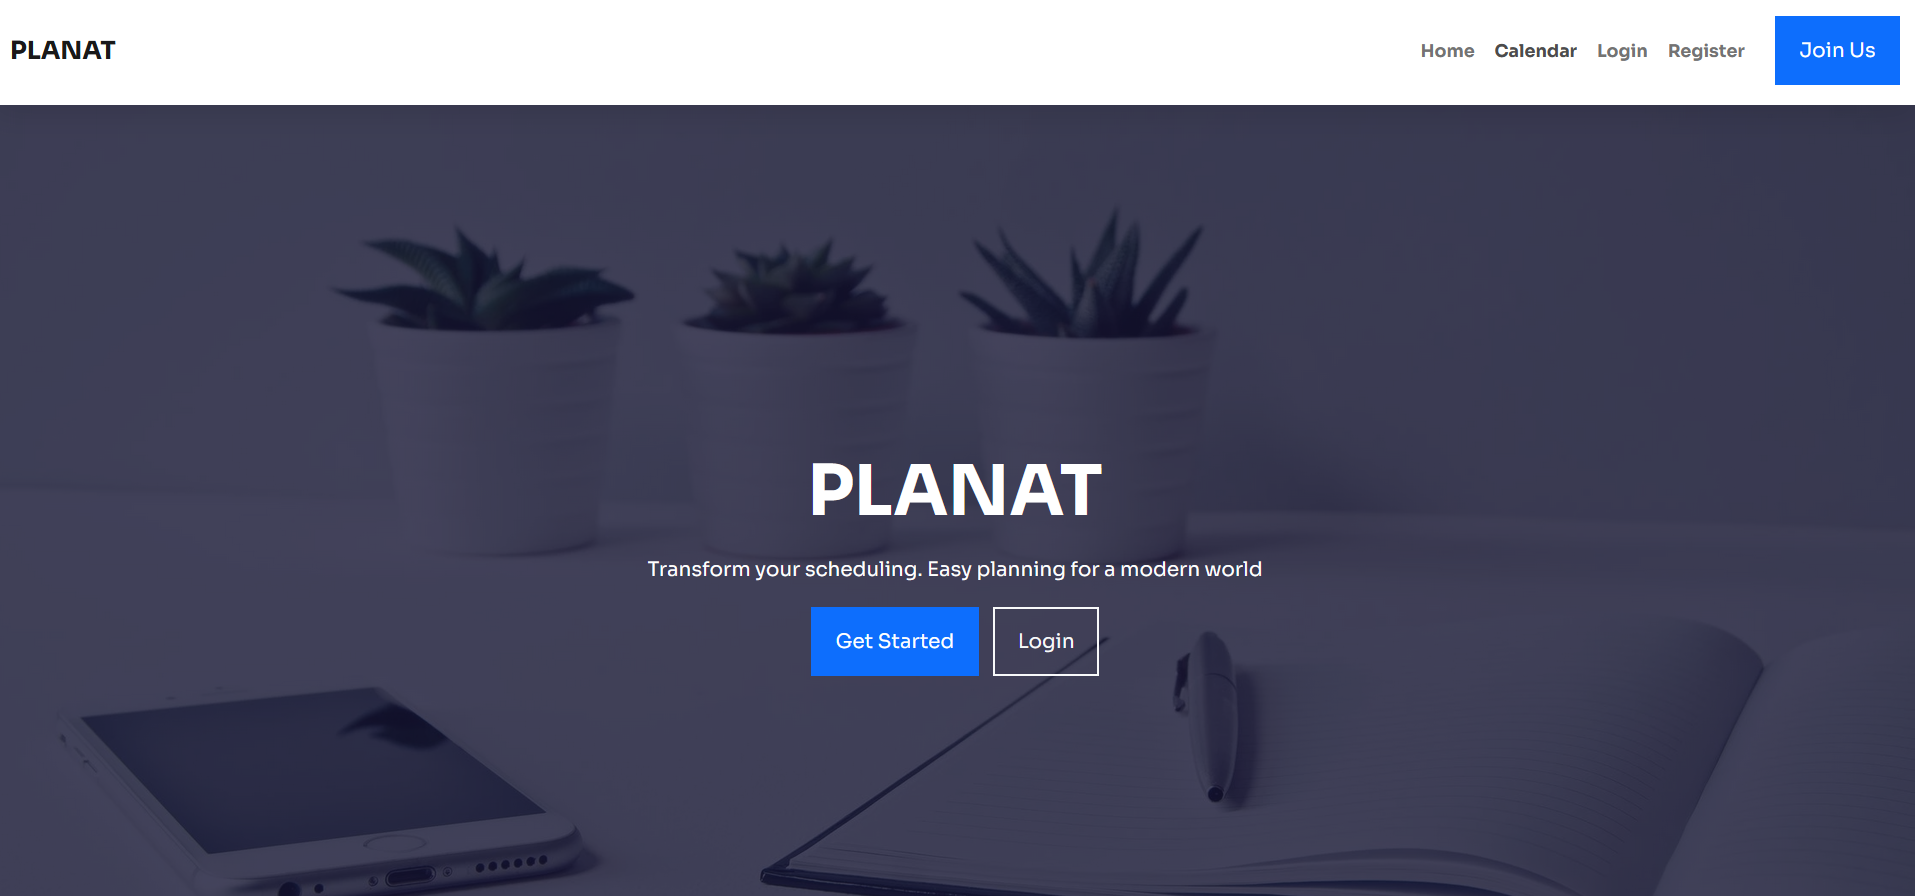 PLANAT
Home Calendar Login Register Join Us
PLANAT
Transform your scheduling. Easy planning for a modern world
Get Started Login